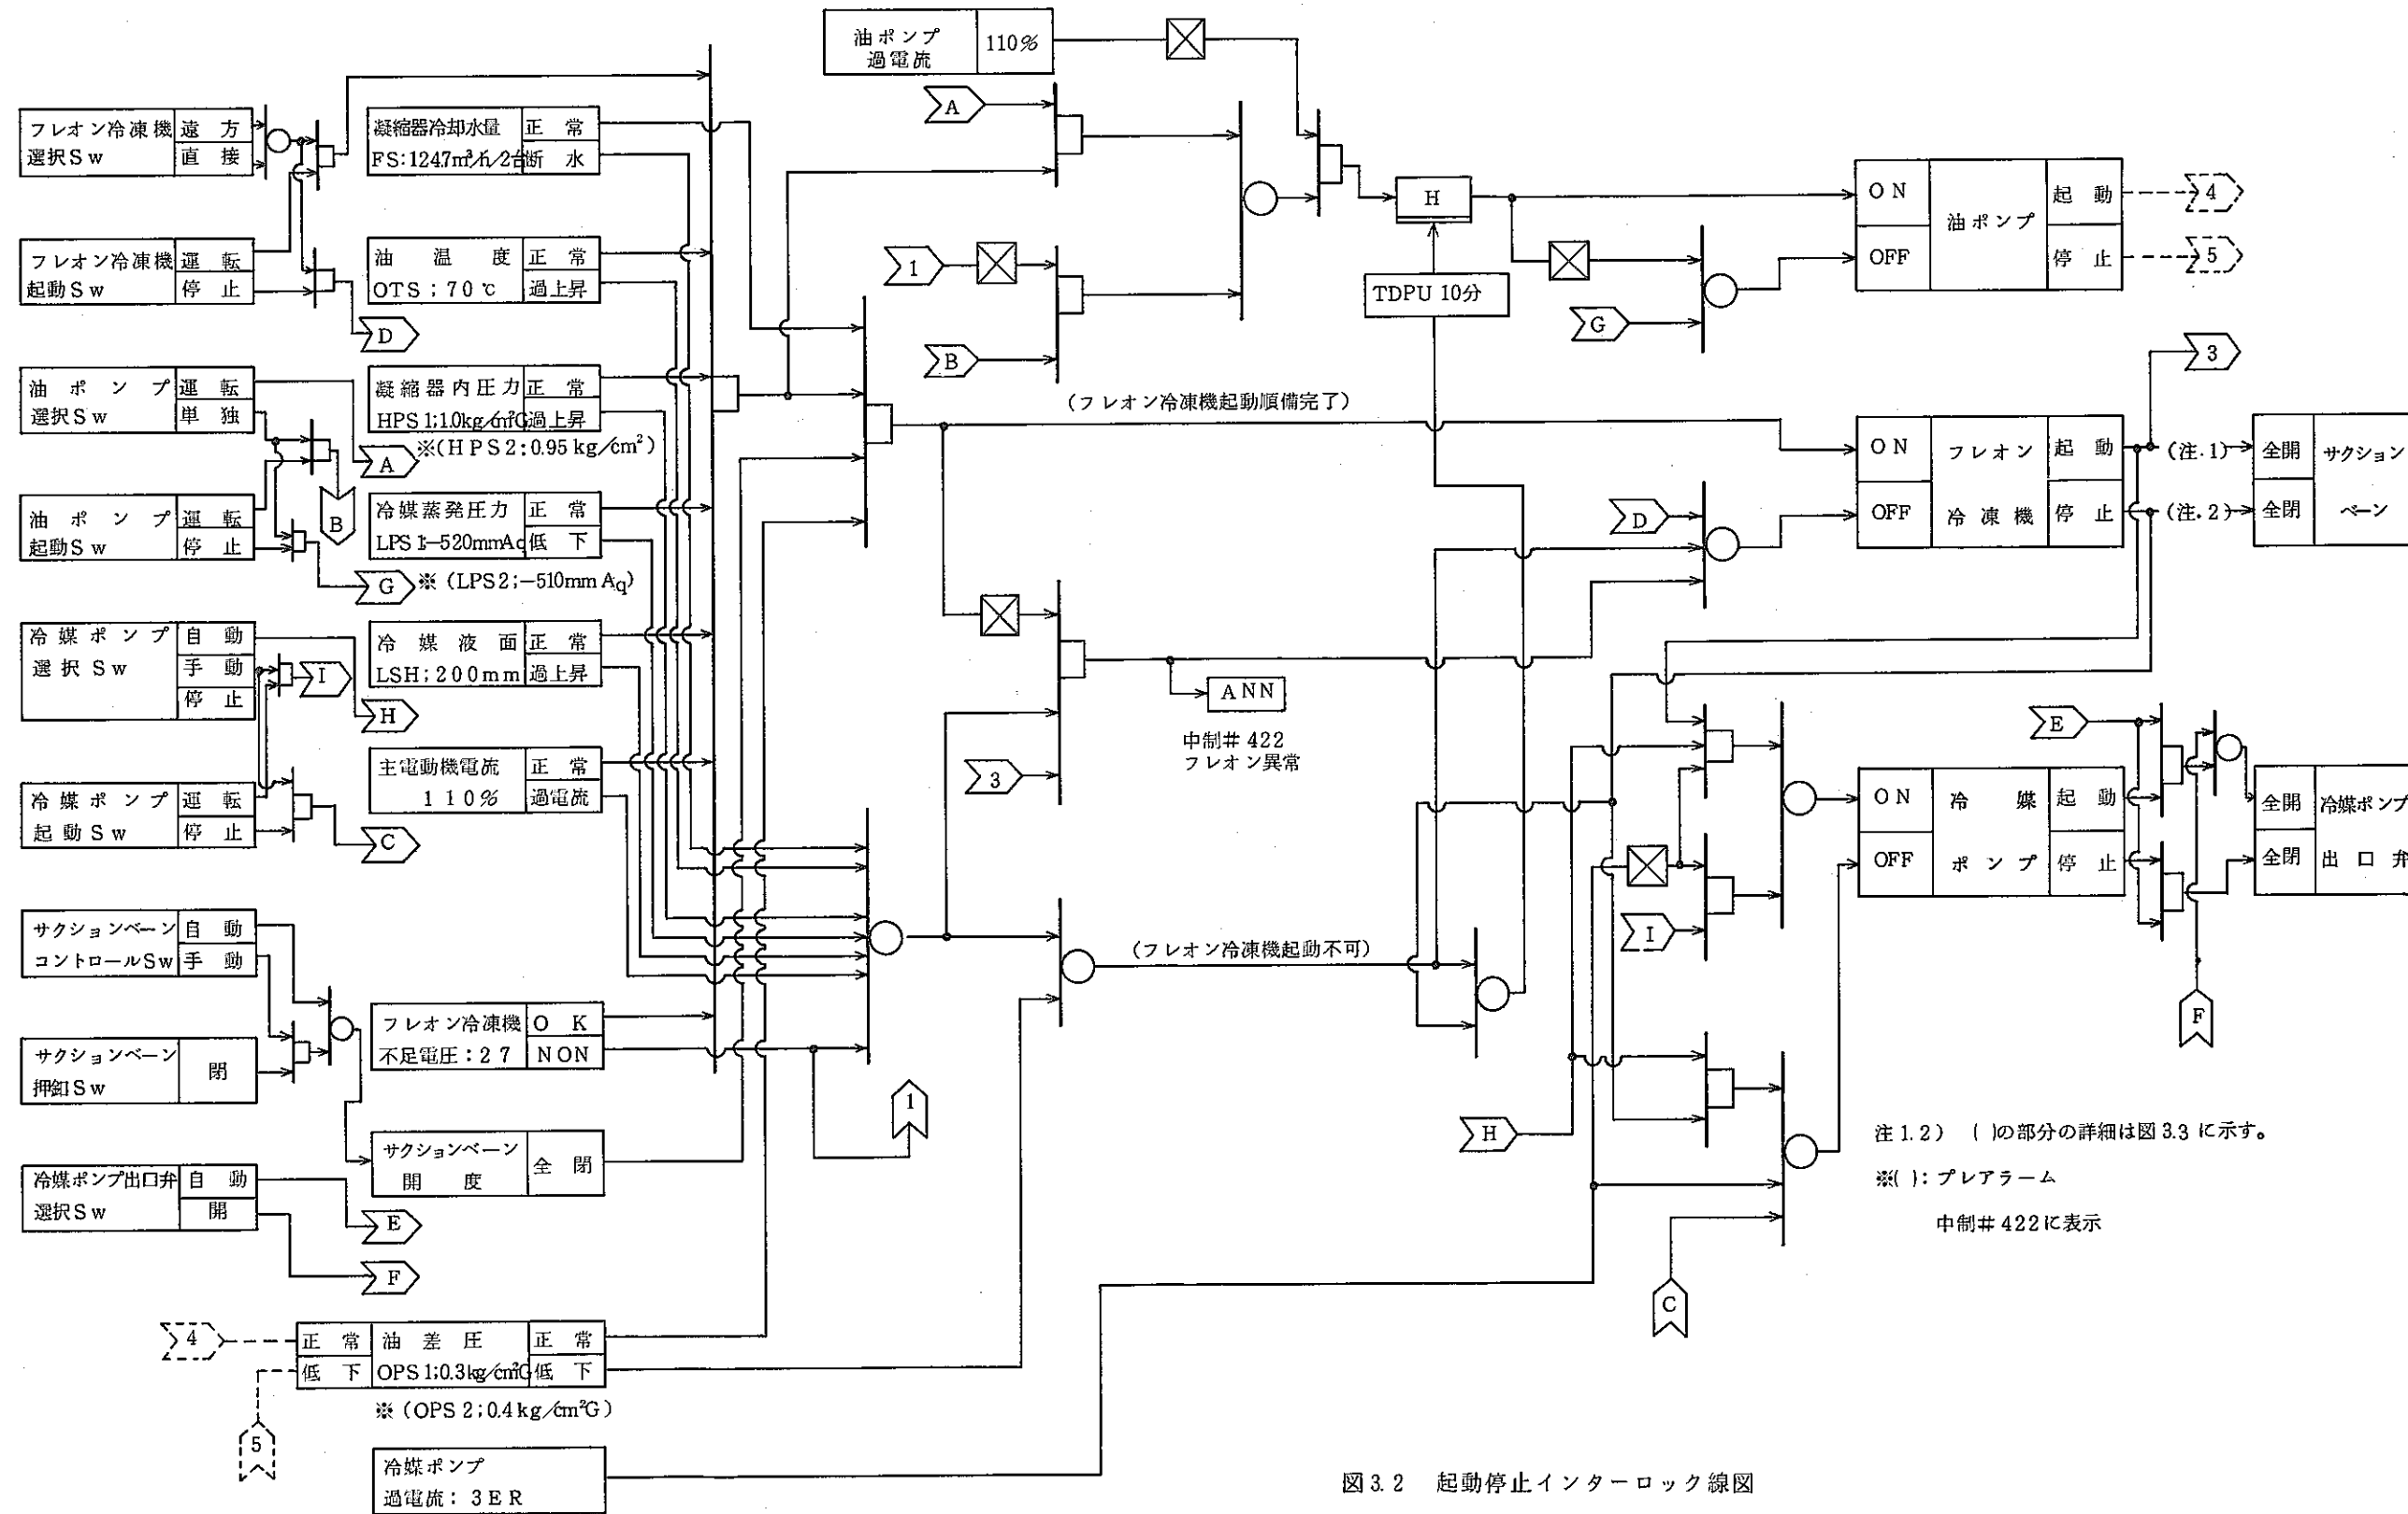 油ポンプ 110%
過電流
A
フレオン冷凍機 遠方
選択Sw 直接
凝縮器冷却水量 正常
FS:124.7m³/h/2台 断水
H
ON 油ポンプ 起動
OFF 停止
4
5
フレオン冷凍機 運転
起動Sw 停止
油温度 正常
OTS;70℃ 過上昇
1
TDPU 10分
G
D
B
3
油ポンプ 運転
選択Sw 単独
凝縮器内圧力 正常
HPS1;1.0kg/cm²G 過上昇
※(HPS2:0.95kg/cm²)
A
(フレオン冷凍機起動順備完了)
ON フレオン 起動
OFF 冷凍機 停止
(注.1)
(注.2)
全開 サクション
全閉 ベーン
油ポンプ 運転
起動Sw 停止
B
冷媒蒸発圧力 正常
LPS1:-520mmAq 低下
D
G
※(LPS2;-510mmAq)
冷媒ポンプ 自動
選択Sw 手動
停止
I
H
冷媒液面 正常
LSH;200mm 過上昇
ANN
中制#422
フレオン異常
E
主電動機電流 正常
110% 過電流
3
冷媒ポンプ 運転
起動Sw 停止
C
ON 冷媒 起動
OFF ポンプ 停止
全開 冷媒ポンプ
全閉 出口弁
サクションベーン 自動
コントロールSw 手動
(フレオン冷凍機起動不可)
I
F
フレオン冷凍機 OK
不足電圧:27 NON
サクションベーン 閉
押釦Sw
1
H
サクションベーン 全閉
開度
注1.2) ( )の部分の詳細は図3.3に示す。
※( ):プレアラーム
中制#422に表示
冷媒ポンプ出口弁 自動
選択Sw 開
E
F
C
4
正常 油差圧 正常
低下 OPS1;0.3kg/cm²G 低下
※(OPS2;0.4kg/cm²G)
5
冷媒ポンプ
過電流:3ER
図3.2 起動停止インターロック線図